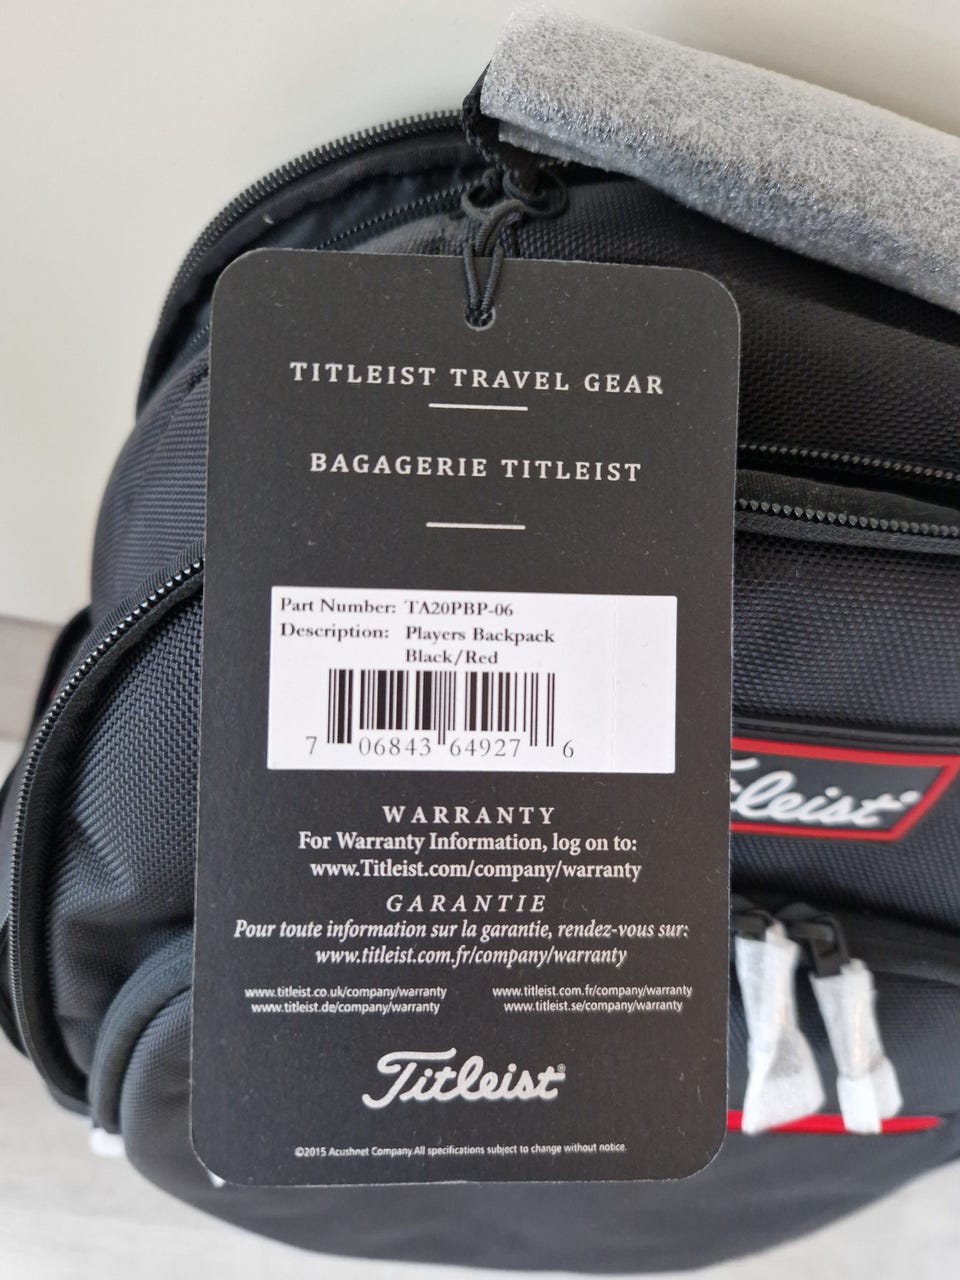 TITLEIST TRAVEL GEAR
BAGAGERIE TITLEIST
Part Number: TA20PBP-06
Description: Players Backpack
Black/Red
7 06843 64927 6
WARRANTY
For Warranty Information, log on to:
www.Titleist.com/company/warranty
GARANTIE
Pour toute information sur la garantie, rendez-vous sur:
www.titleist.com.fr/company/warranty
www.titleist.co.uk/company/warranty www.titleist.com.fr/company/warranty
www.titleist.de/company/warranty www.titleist.se/company/warranty
Titleist®
©2015 Acushnet Company.All specifications subject to change without notice.
tleist®